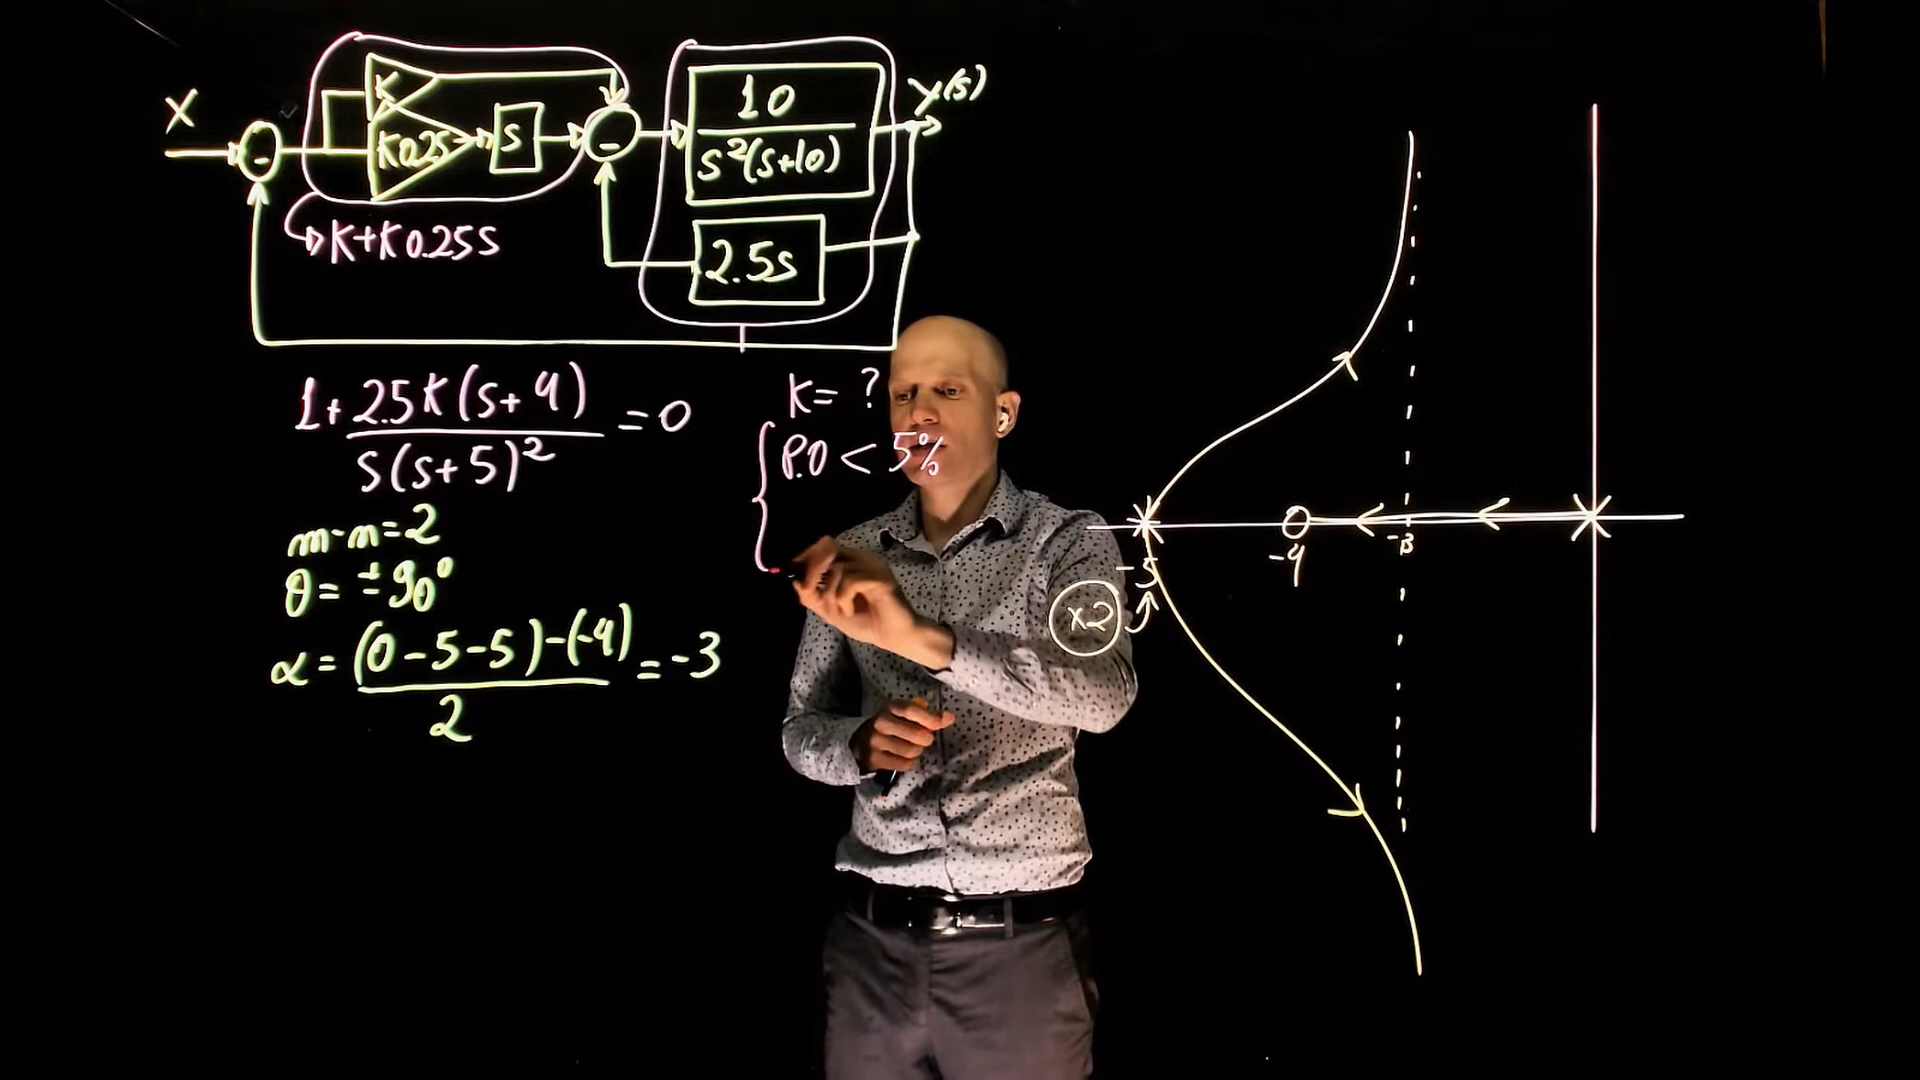 X
K
K0.25
S
10
S²(S+10)
Y(S)
2.5S
K+K0.25S
1+ 2.5K(S+4) = 0
S(S+5)²
m-n=2
θ= ±90°
α= (0-5-5)-(-4) = -3
2
K= ?
P.O < 5%
-5
×2
-4
-3